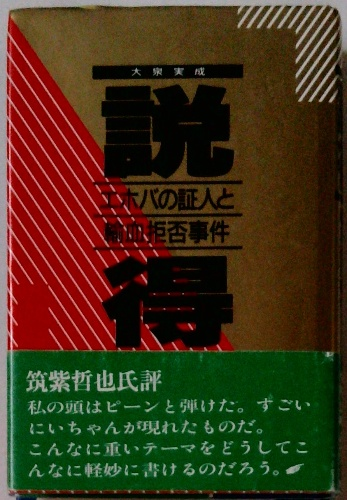 大泉実成
説
エホバの証人と
輸血拒否事件
得
筑紫哲也氏評
私の頭はピーンと弾けた。すごい
にいちゃんが現れたものだ。
こんなに重いテーマをどうしてこ
んなに軽妙に書けるのだろう。